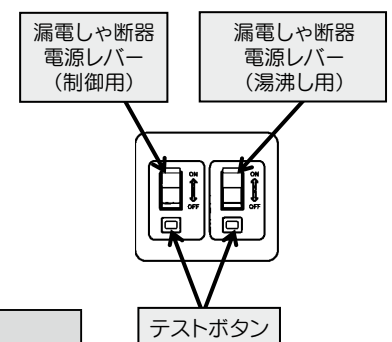 漏電しゃ断器
電源レバー
（制御用）
漏電しゃ断器
電源レバー
（湯沸し用）
ON
OFF
ON
OFF
テストボタン